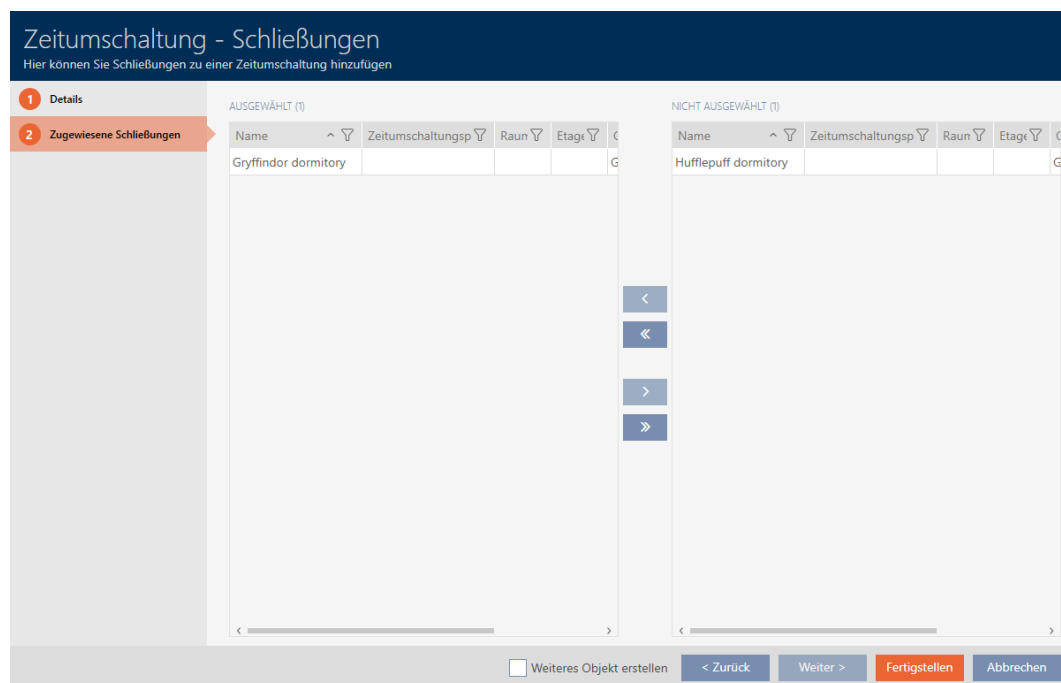 Zeitumschaltung - Schließungen
Hier können Sie Schließungen zu einer Zeitumschaltung hinzufügen
1 Details
2 Zugewiesene Schließungen
AUSGEWÄHLT (1)
Name Zeitumschaltungsp Raun Etage
Gryffindor dormitory G
NICHT AUSGEWÄHLT (1)
Name Zeitumschaltungsp Raun Etage
Hufflepuff dormitory G
<
«
>
»
Weiteres Objekt erstellen < Zurück Weiter > Fertigstellen Abbrechen